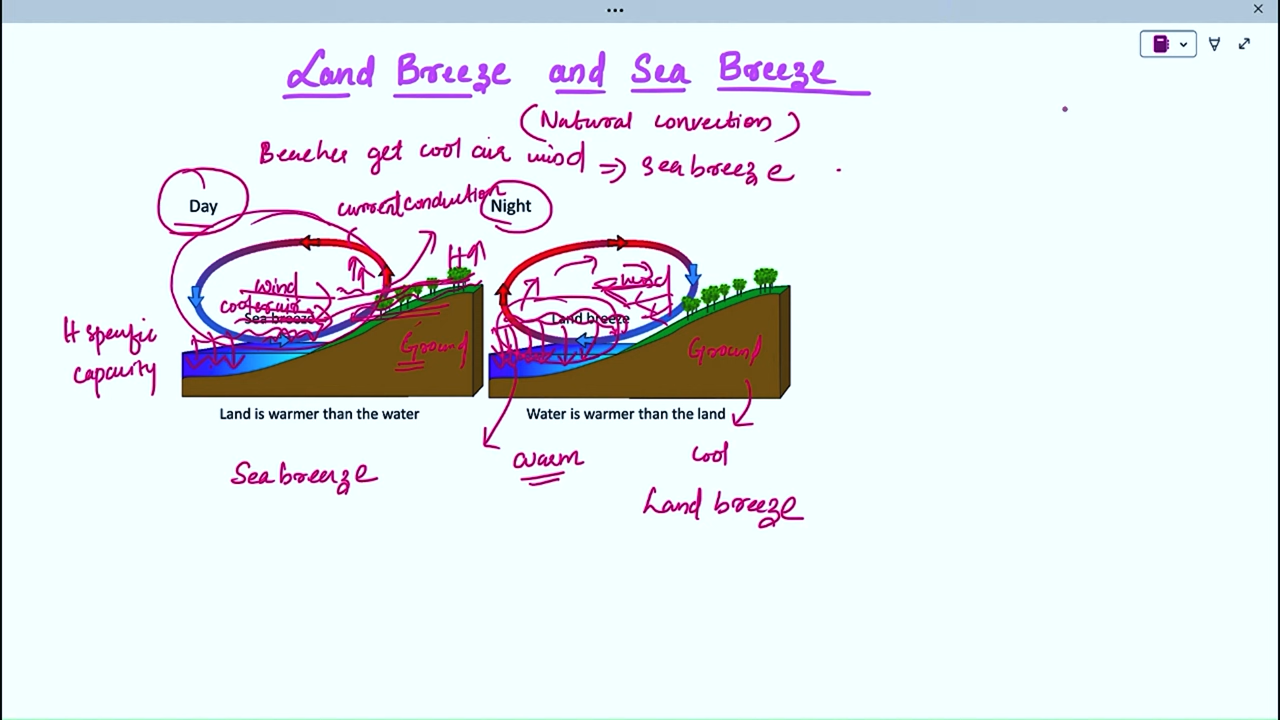 Land Breeze and Sea Breeze
(Natural convection)
Beaches get cool air wind => sea breeze
Day
current conduction
Night
H↑
wind
cooler air
Sea breeze
wind
Land breeze
H specific
capacity
Ground
Ground
Land is warmer than the water
Water is warmer than the land
Sea breeze
warm
cool
Land breeze